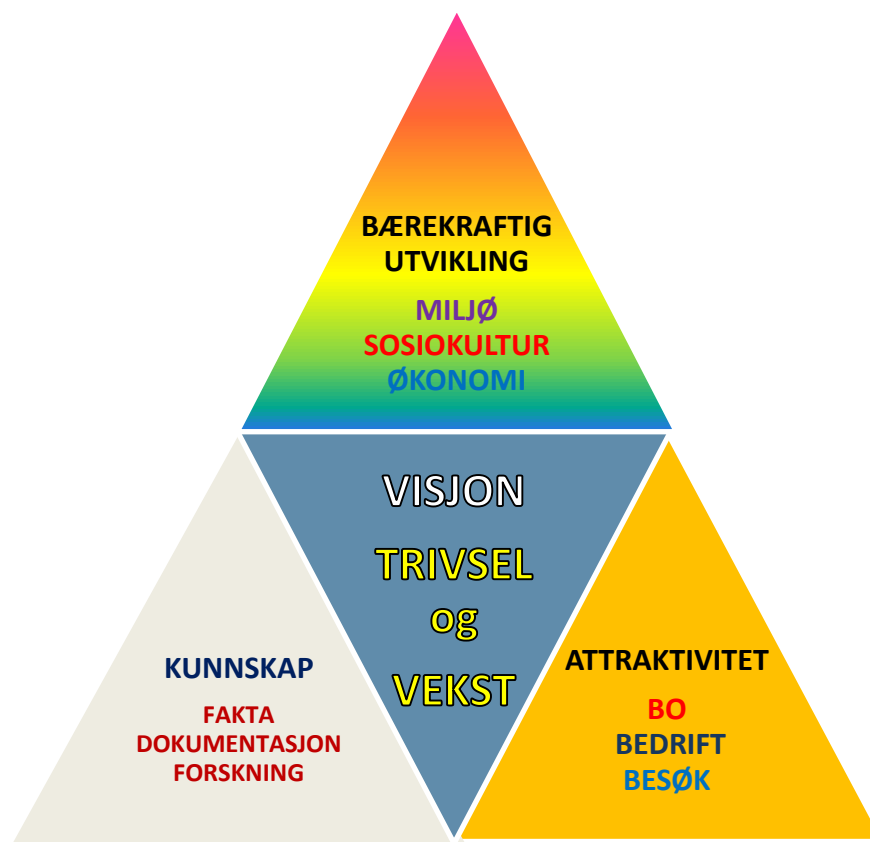 BÆREKRAFTIG
UTVIKLING
MILJØ
SOSIOKULTUR
ØKONOMI
VISJON
TRIVSEL
og
VEKST
KUNNSKAP
FAKTA
DOKUMENTASJON
FORSKNING
ATTRAKTIVITET
BO
BEDRIFT
BESØK